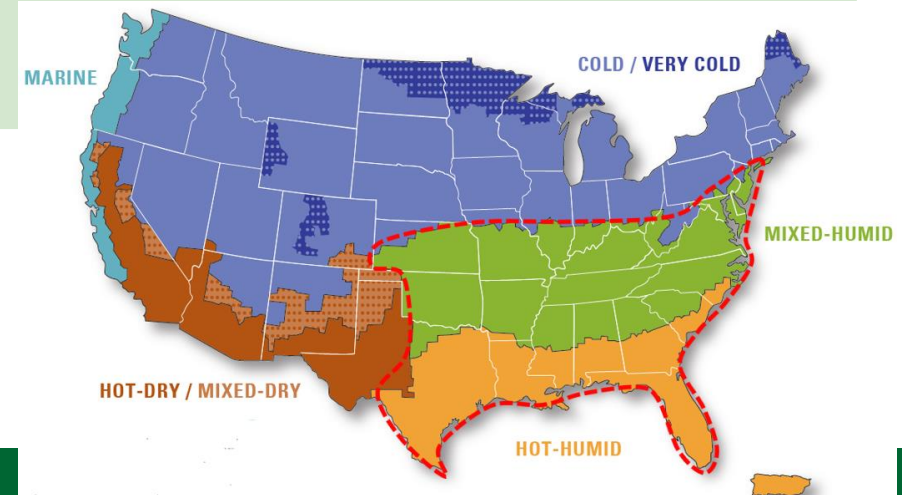 COLD / VERY COLD
MARINE
MIXED-HUMID
HOT-DRY / MIXED-DRY
HOT-HUMID